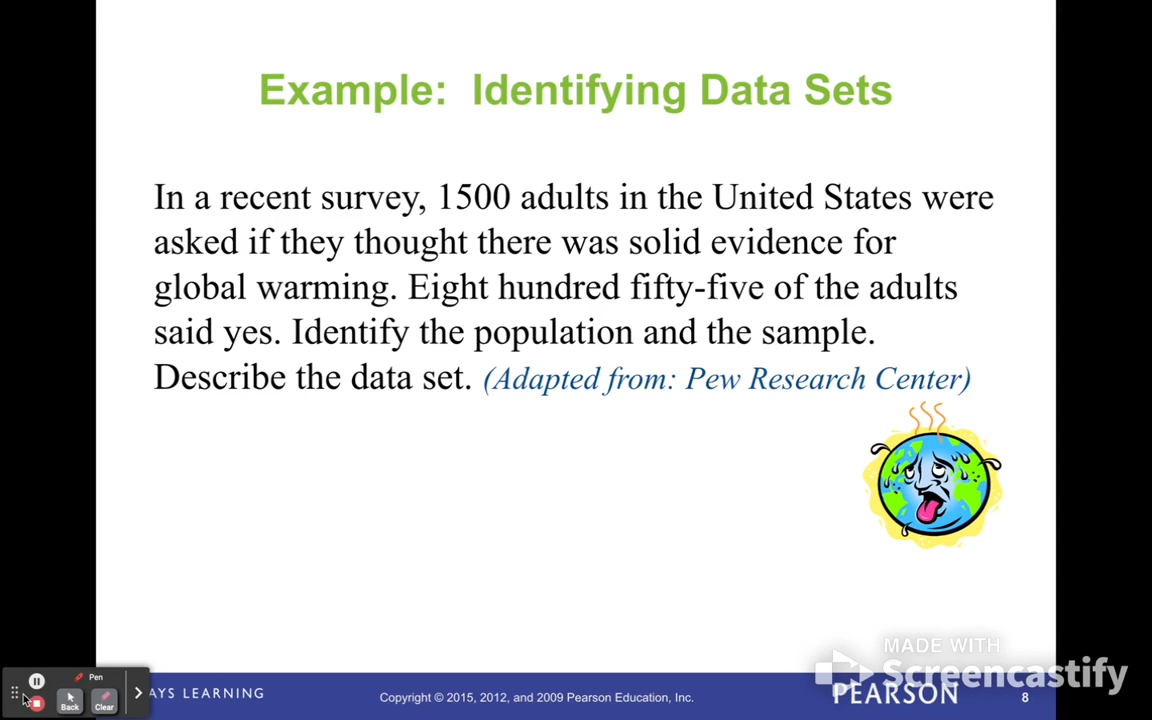 Example: Identifying Data Sets
In a recent survey, 1500 adults in the United States were
asked if they thought there was solid evidence for
global warming. Eight hundred fifty-five of the adults
said yes. Identify the population and the sample.
Describe the data set. (Adapted from: Pew Research Center)
MADE WITH
Screencastify
Pen
Back Clear
AYS LEARNING
Copyright © 2015, 2012, and 2009 Pearson Education, Inc.
PEARSON
8